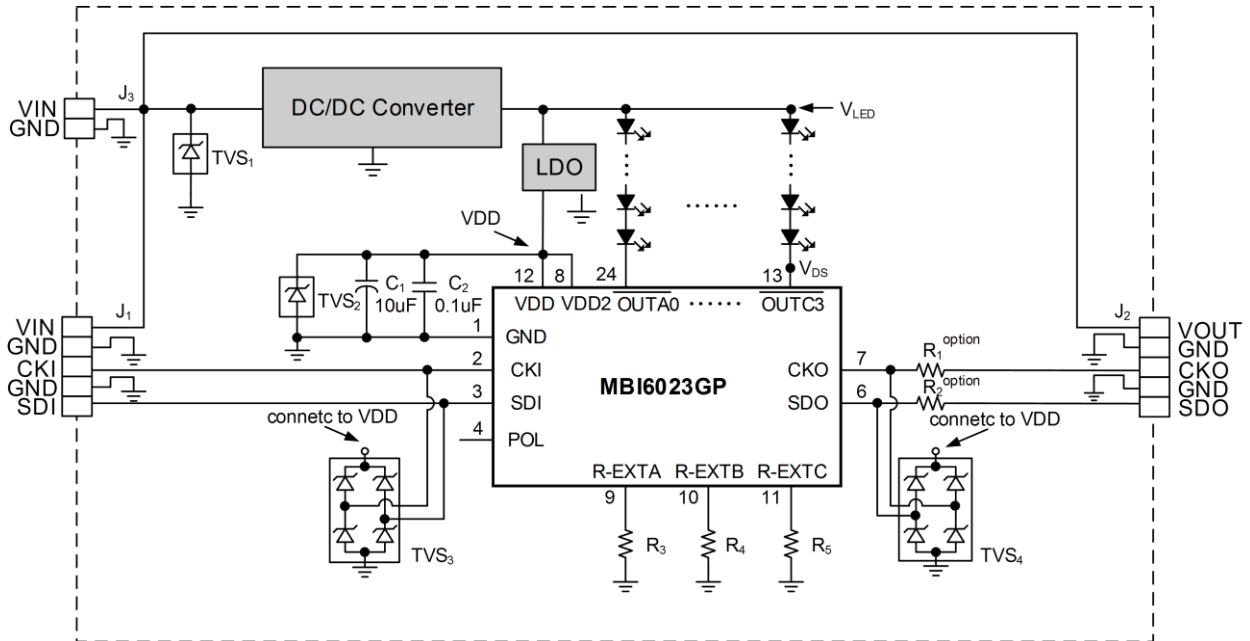 J3
VIN
GND
DC/DC Converter
VLED
TVS1
LDO
VDD
12
8
24
13
VDS
TVS2
C1
10uF
C2
0.1uF
VDD
VDD2
OUTA0
......
OUTC3
J1
VIN
GND
CKI
GND
SDI
1
GND
2
CKI
3
SDI
4
POL
MBI6023GP
7
CKO
6
SDO
R1 option
R2 option
J2
VOUT
GND
CKO
GND
SDO
connetc to VDD
connetc to VDD
R-EXTA
R-EXTB
R-EXTC
9
10
11
R3
R4
R5
TVS3
TVS4